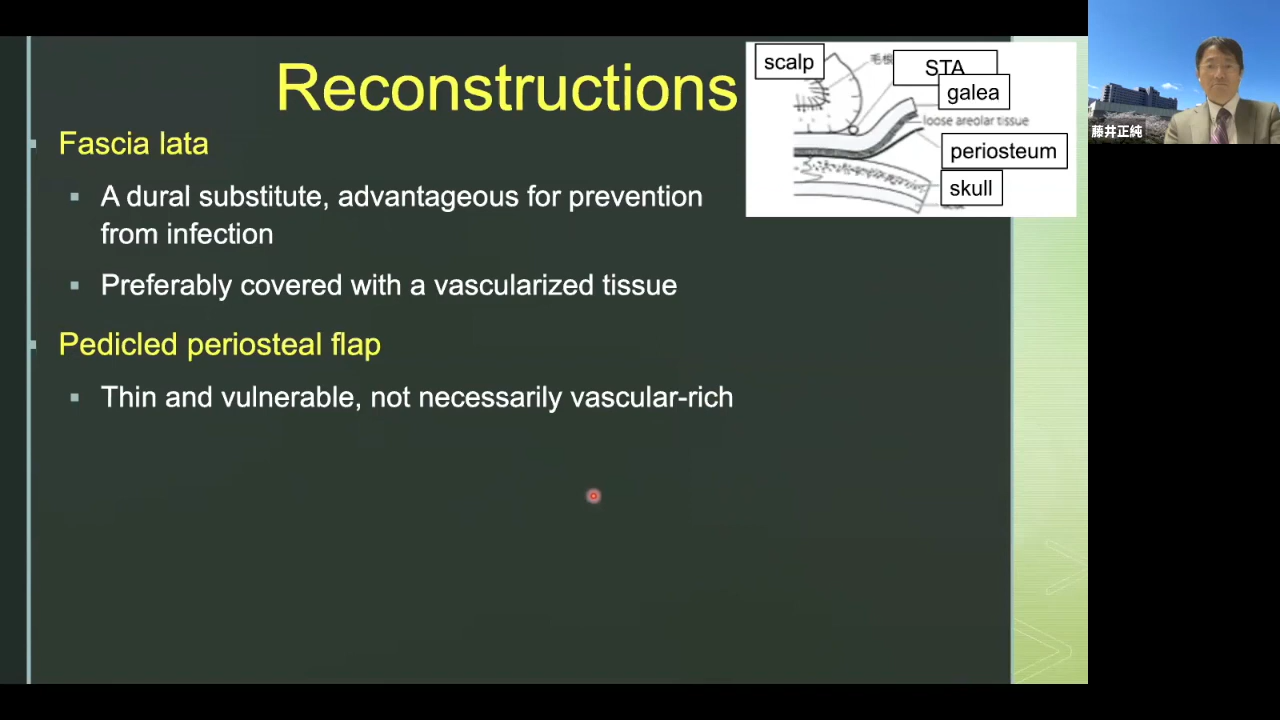 Reconstructions
Fascia lata
A dural substitute, advantageous for prevention
from infection
Preferably covered with a vascularized tissue
Pedicled periosteal flap
Thin and vulnerable, not necessarily vascular-rich
scalp
STA
galea
loose areolar tissue
periosteum
skull
藤井正純